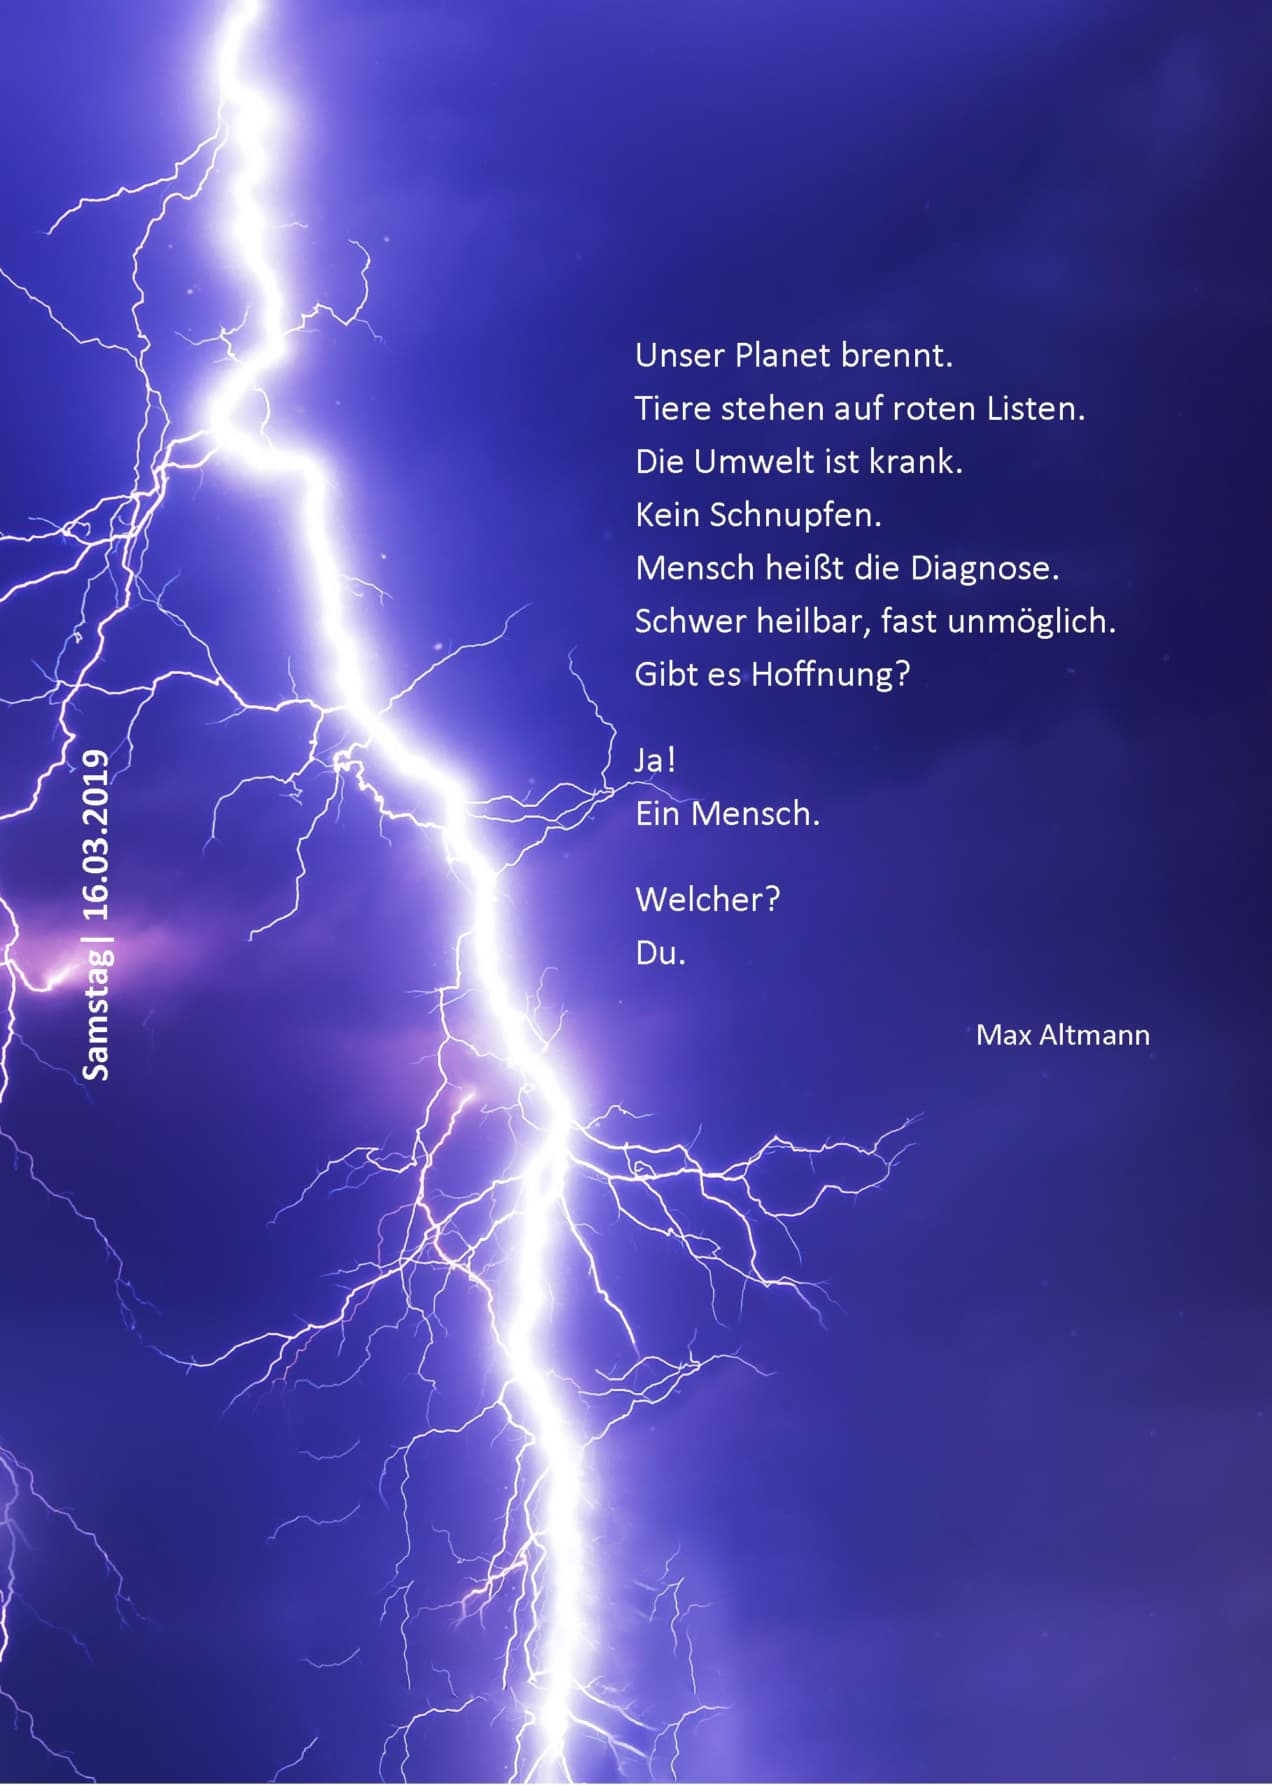 Unser Planet brennt.
Tiere stehen auf roten Listen.
Die Umwelt ist krank.
Kein Schnupfen.
Mensch heißt die Diagnose.
Schwer heilbar, fast unmöglich.
Gibt es Hoffnung?
Ja!
Ein Mensch.
Welcher?
Du.
Max Altmann
Samstag| 16.03.2019